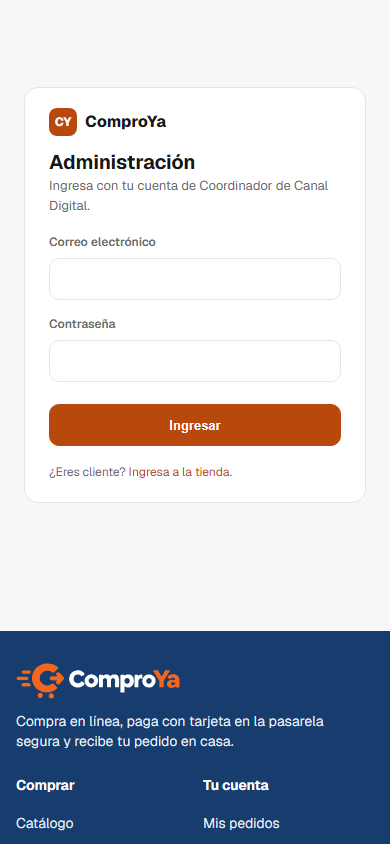 CY ComproYa
Administración
Ingresa con tu cuenta de Coordinador de Canal
Digital.
Correo electrónico
Contraseña
Ingresar
¿Eres cliente? Ingresa a la tienda.
ComproYa
Compra en línea, paga con tarjeta en la pasarela
segura y recibe tu pedido en casa.
Comprar
Tu cuenta
Catálogo
Mis pedidos